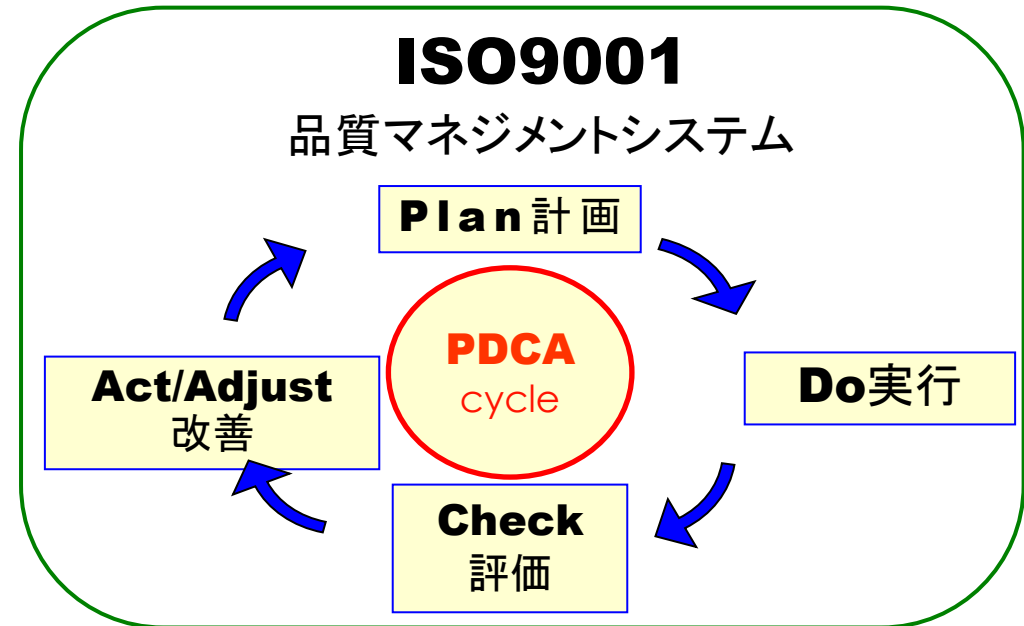 ISO9001
品質マネジメントシステム
Plan計画
PDCA
cycle
Act/Adjust
改善
Do実行
Check
評価